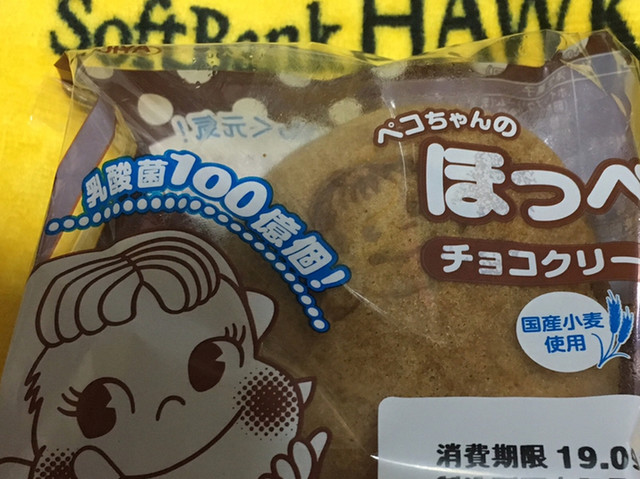 SoftBank HAWK
ペコちゃんの
ほっぺ
チョコクリー
乳酸菌100億個!
国産小麦
使用
消費期限 19.09